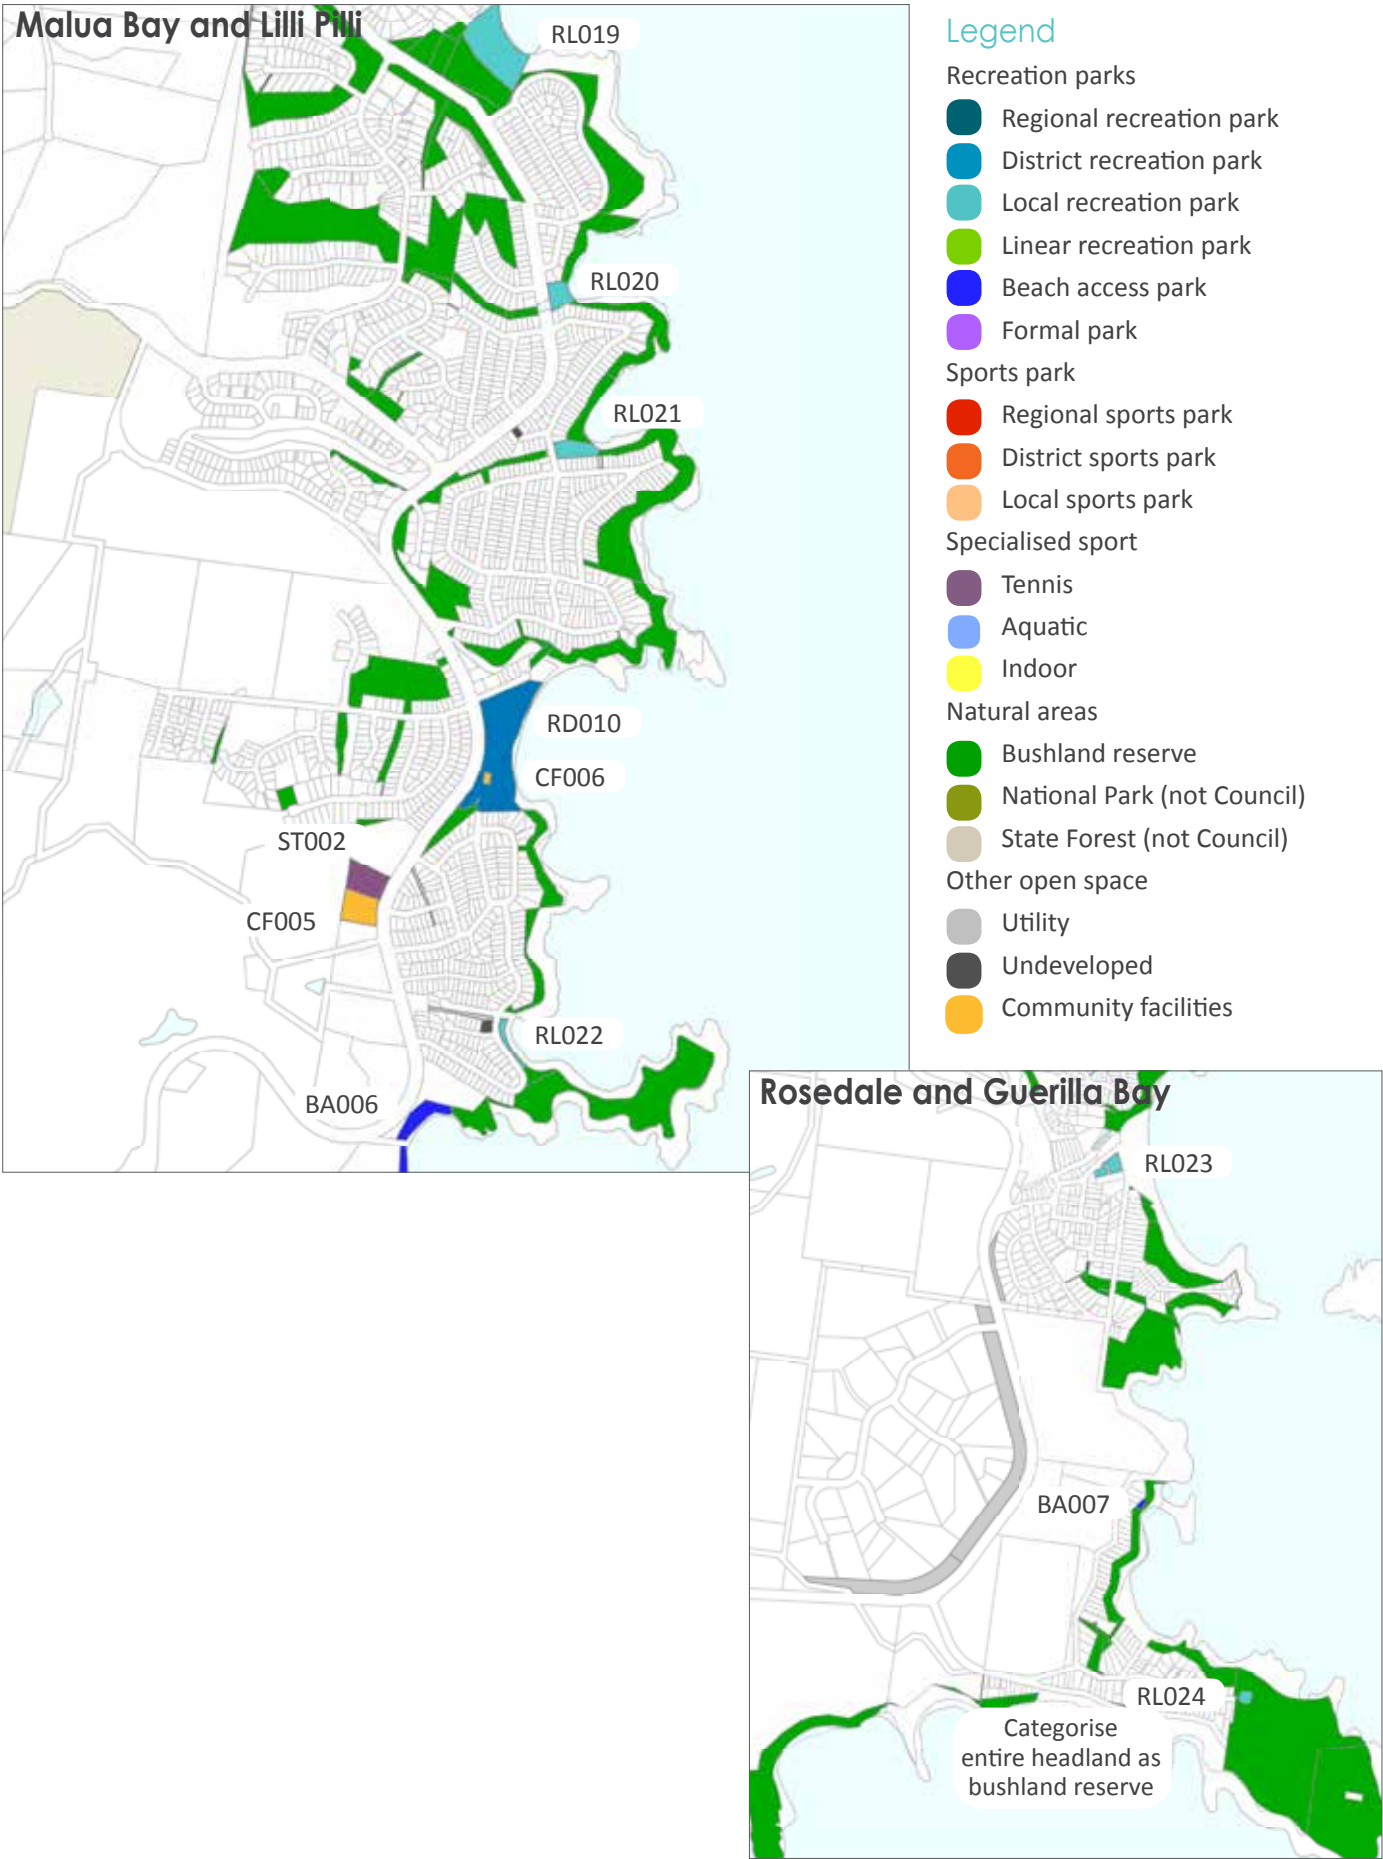 Malua Bay and Lilli Pilli
RL019
RL020
RL021
RD010
CF006
ST002
CF005
RL022
BA006
Legend
Recreation parks
Regional recreation park
District recreation park
Local recreation park
Linear recreation park
Beach access park
Formal park
Sports park
Regional sports park
District sports park
Local sports park
Specialised sport
Tennis
Aquatic
Indoor
Natural areas
Bushland reserve
National Park (not Council)
State Forest (not Council)
Other open space
Utility
Undeveloped
Community facilities
Rosedale and Guerilla Bay
RL023
BA007
RL024
Categorise
entire headland as
bushland reserve